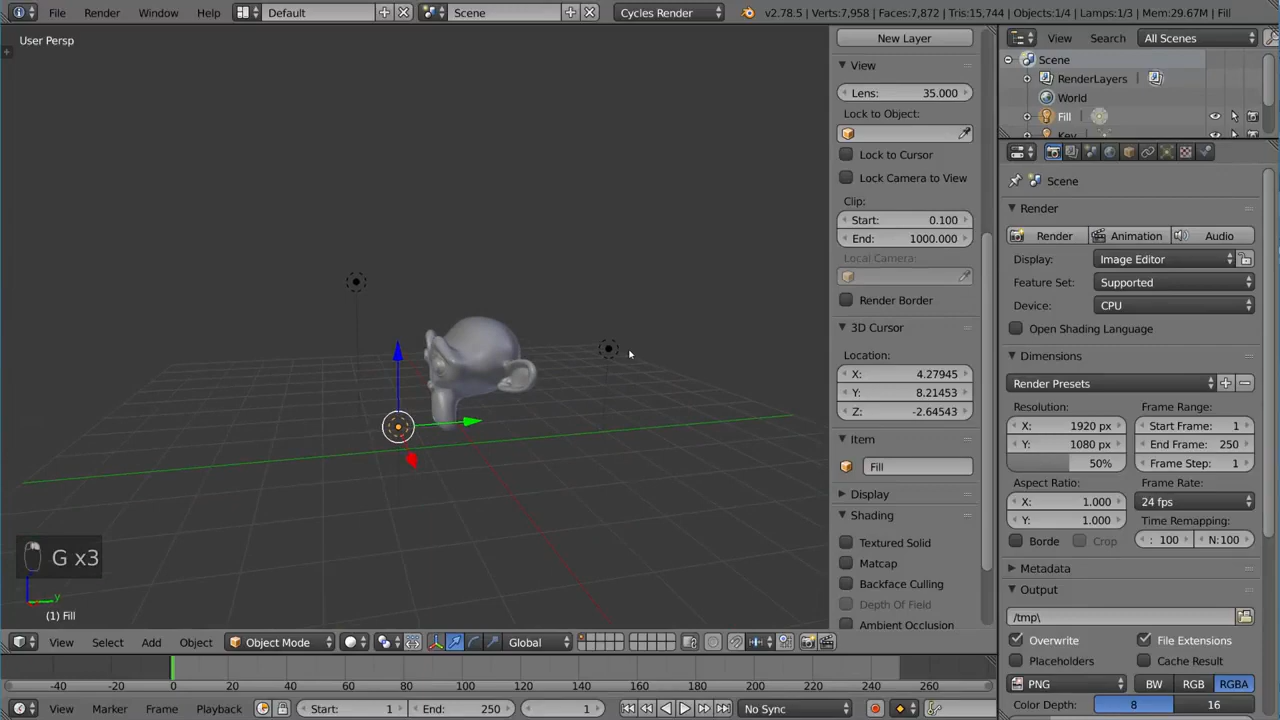 File Render Window Help Default Scene Cycles Render v2.78.5 | Verts:7,958 | Faces:7,872 | Tris:15,744 | Objects:1/4 | Lamps:1/3 | Mem:29.67M | Fill
User Persp
New Layer
View
Lens: 35.000
Lock to Object:
Lock to Cursor
Lock Camera to View
Clip:
Start: 0.100
End: 1000.000
Local Camera:
Render Border
3D Cursor
Location:
X: 4.27945
Y: 8.21453
Z: -2.64543
Item
Fill
Display
Shading
Textured Solid
Matcap
Backface Culling
Depth Of Field
Ambient Occlusion
View Search All Scenes
Scene
RenderLayers
World
Fill
Key
Scene
Render
Render Animation Audio
Display: Image Editor
Feature Set: Supported
Device: CPU
Open Shading Language
Dimensions
Render Presets
Resolution: Frame Range:
X: 1920 px Start Frame: 1
Y: 1080 px End Frame: 250
50% Frame Step: 1
Aspect Ratio: Frame Rate:
X: 1.000 24 fps
Y: 1.000 Time Remapping:
Borde Crop : 100 N:100
Metadata
Output
/tmp\
Overwrite File Extensions
Placeholders Cache Result
PNG BW RGB RGBA
Color Depth: 8 16
G x3
y
(1) Fill
View Select Add Object Object Mode Global
-40 -20 0 20 40 60 80 100 120 140 160 180 200 220 240 260
View Marker Frame Playback Start: 1 End: 250 1 No Sync